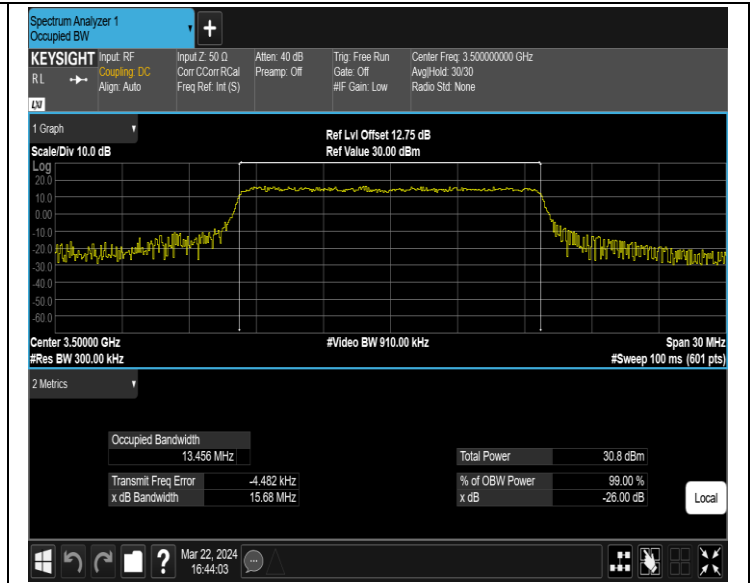 Spectrum Analyzer 1
Occupied BW
+
KEYSIGHT
RL
LXI
Input: RF
Coupling: DC
Align: Auto
Input Z: 50 Ω
Corr CCorr RCal
Freq Ref: Int (S)
Atten: 40 dB
Preamp: Off
Trig: Free Run
Gate: Off
#IF Gain: Low
Center Freq: 3.500000000 GHz
Avg|Hold: 30/30
Radio Std: None
1 Graph
Ref Lvl Offset 12.75 dB
Scale/Div 10.0 dB
Ref Value 30.00 dBm
Log
20.0
10.0
0.00
-10.0
-20.0
-30.0
-40.0
-50.0
-60.0
Center 3.50000 GHz
#Video BW 910.00 kHz
Span 30 MHz
#Res BW 300.00 kHz
#Sweep 100 ms (601 pts)
2 Metrics
Occupied Bandwidth
13.456 MHz
Total Power 30.8 dBm
Transmit Freq Error -4.482 kHz
% of OBW Power 99.00 %
x dB Bandwidth 15.68 MHz
x dB -26.00 dB
Local
?
Mar 22, 2024
16:44:03